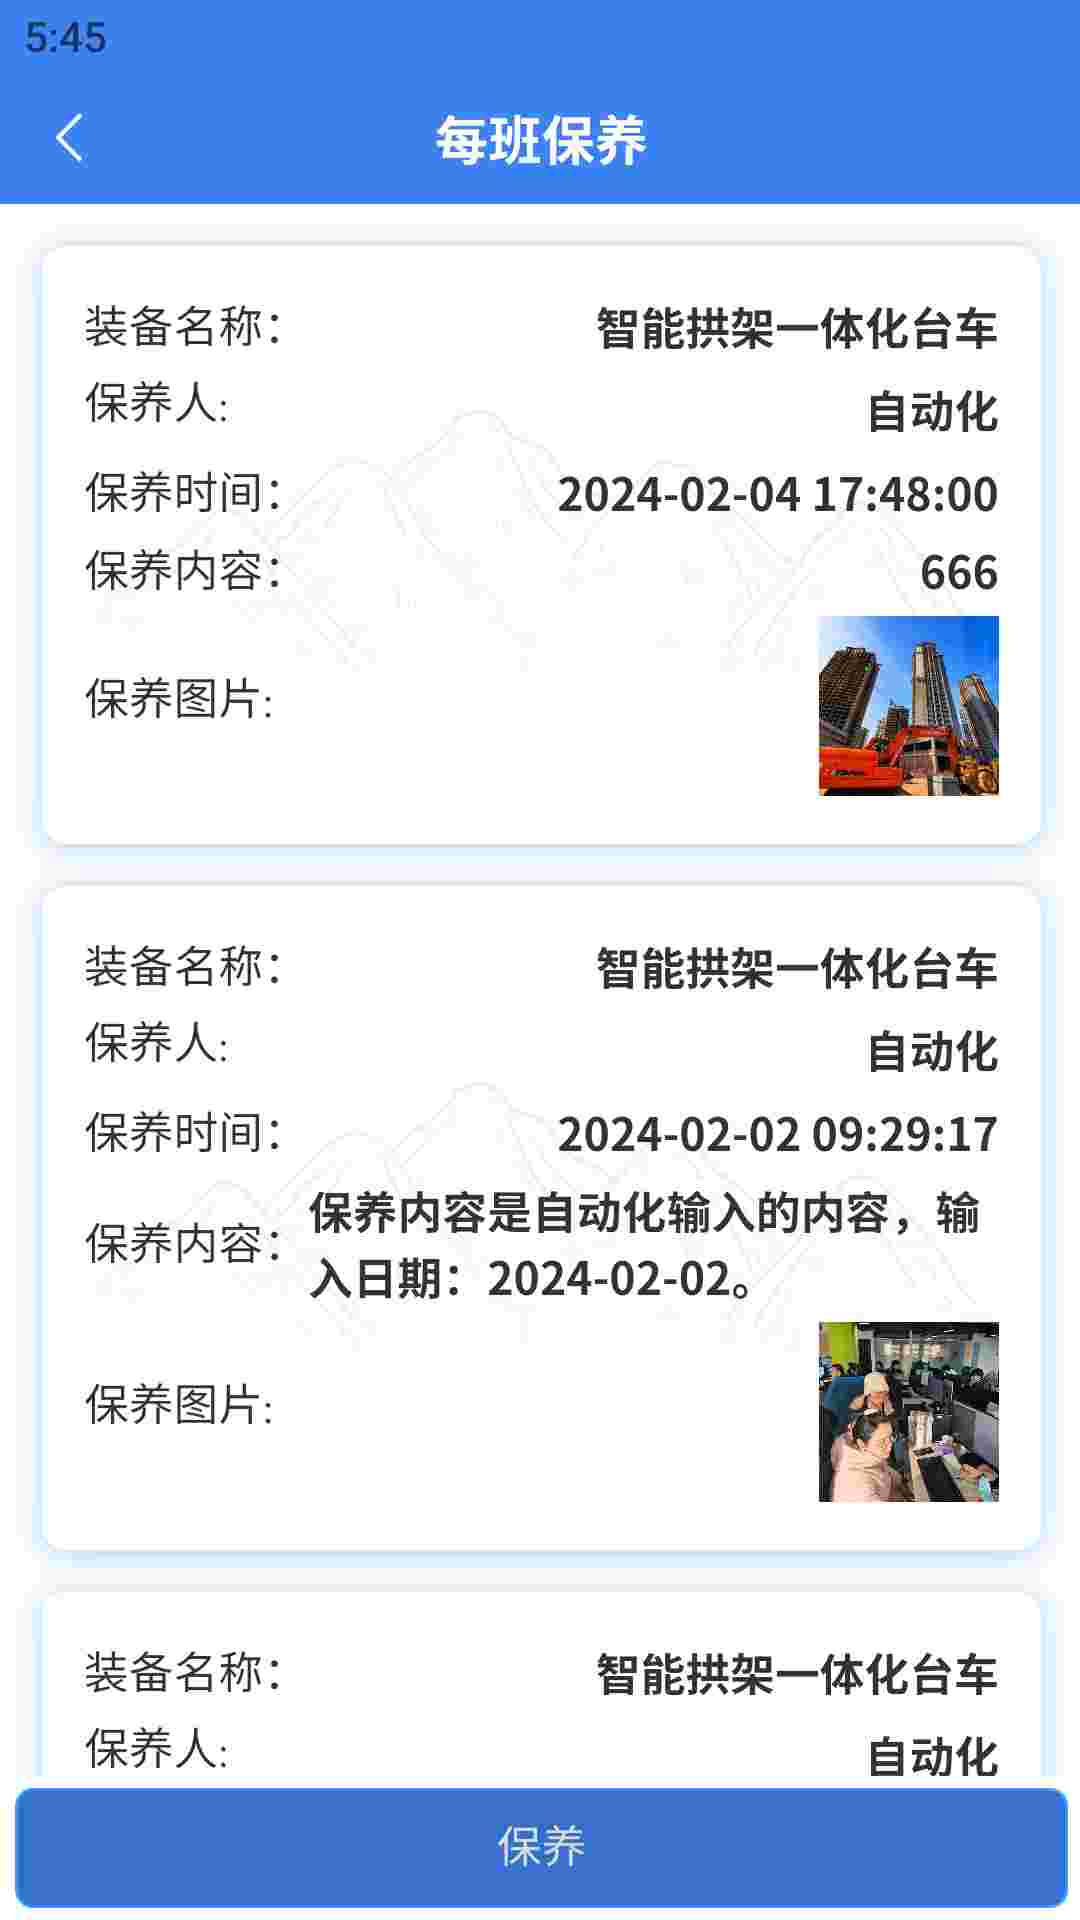 5:45
每班保养
装备名称：
智能拱架一体化台车
保养人:
自动化
保养时间：
2024-02-04 17:48:00
保养内容：
666
保养图片:
装备名称：
智能拱架一体化台车
保养人:
自动化
保养时间：
2024-02-02 09:29:17
保养内容：
保养内容是自动化输入的内容，输
入日期：2024-02-02。
保养图片:
装备名称：
智能拱架一体化台车
保养人:
自动化
保养